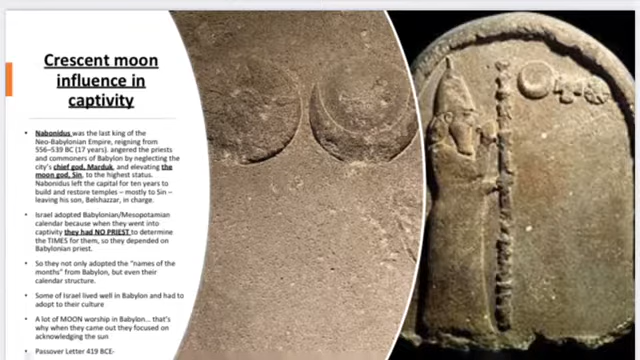 Crescent moon
influence in
captivity
• Nabonidus was the last king of the
Neo-Babylonian Empire, reigning from
556–539 BC (17 years). angered the priests
and commoners of Babylon by neglecting the
city's chief god, Marduk, and elevating the
moon god, Sin, to the highest status.
Nabonidus left the capital for ten years to
build and restore temples – mostly to Sin –
leaving his son, Belshazzar, in charge.
• Israel adopted Babylonian/Mesopotamian
calendar because when they went into
captivity they had NO PRIEST to determine
the TIMES for them, so they depended on
Babylonian priest.
• So they not only adopted the "names of the
months" from Babylon, but even their
calendar structure.
• Some of Israel lived well in Babylon and had to
adopt to their culture
• A lot of MOON worship in Babylon... that's
why when they came out they focused on
acknowledging the sun
• Passover Letter 419 BCE-